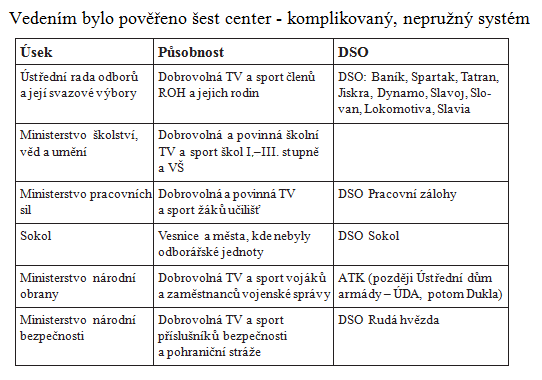 Vedením bylo pověřeno šest center - komplikovaný, nepružný systém
Úsek Působnost DSO
Ústřední rada odborů Dobrovolná TV a sport členů DSO: Baník, Spartak, Tatran,
a její svazové výbory ROH a jejich rodin Jiskra, Dynamo, Slavoj, Slo-
van, Lokomotiva, Slavia
Ministerstvo školství, Dobrovolná a povinná školní
věd a umění TV a sport škol I.–III. stupně
a VŠ
Ministerstvo pracovních Dobrovolná a povinná TV DSO Pracovní zálohy
sil a sport žáků učilišť
Sokol Vesnice a města, kde nebyly DSO Sokol
odborářské jednoty
Ministerstvo národní Dobrovolná TV a sport vojáků ATK (později Ústřední dům
obrany a zaměstnanců vojenské správy armády – ÚDA, potom Dukla)
Ministerstvo národní Dobrovolná TV a sport DSO Rudá hvězda
bezpečnosti příslušníků bezpečnosti
a pohraniční stráže